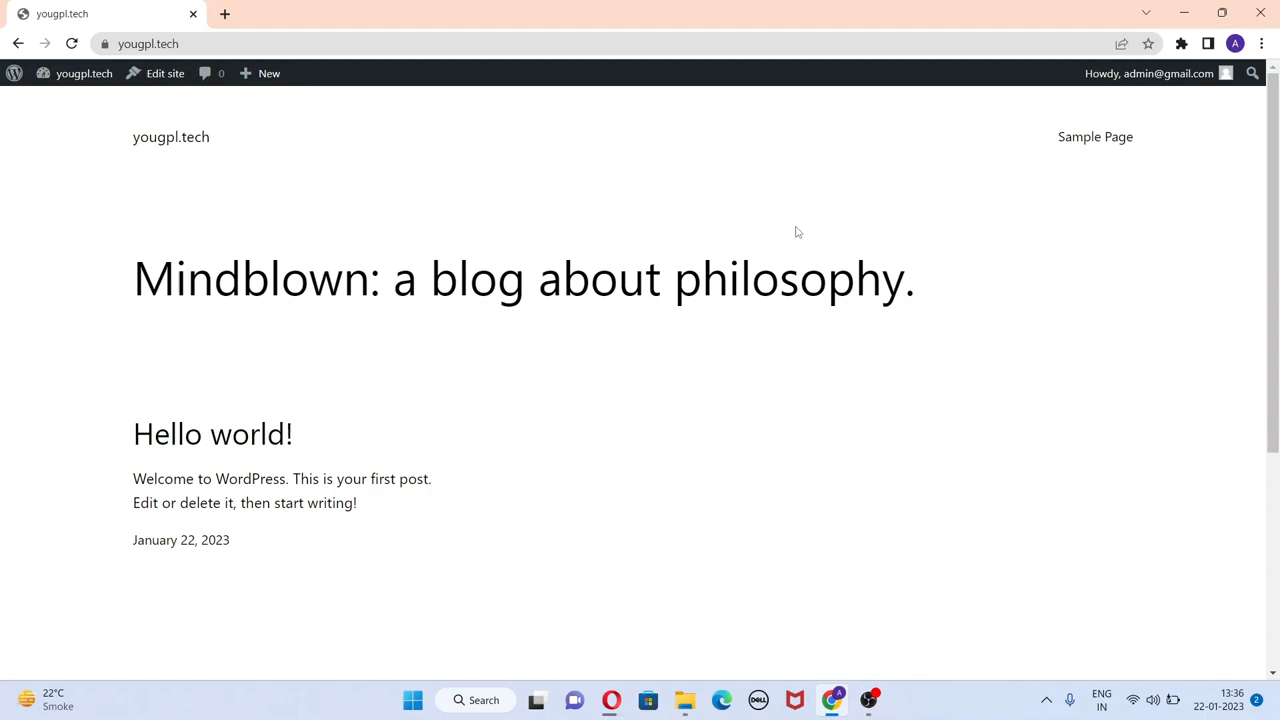 yougpl.tech
yougpl.tech
yougpl.tech
Edit site
0
New
Howdy, admin@gmail.com
yougpl.tech
Sample Page
Mindblown: a blog about philosophy.
Hello world!
Welcome to WordPress. This is your first post.
Edit or delete it, then start writing!
January 22, 2023
22°C
Smoke
Search
DELL
A
A
ENG
IN
13:36
22-01-2023
2